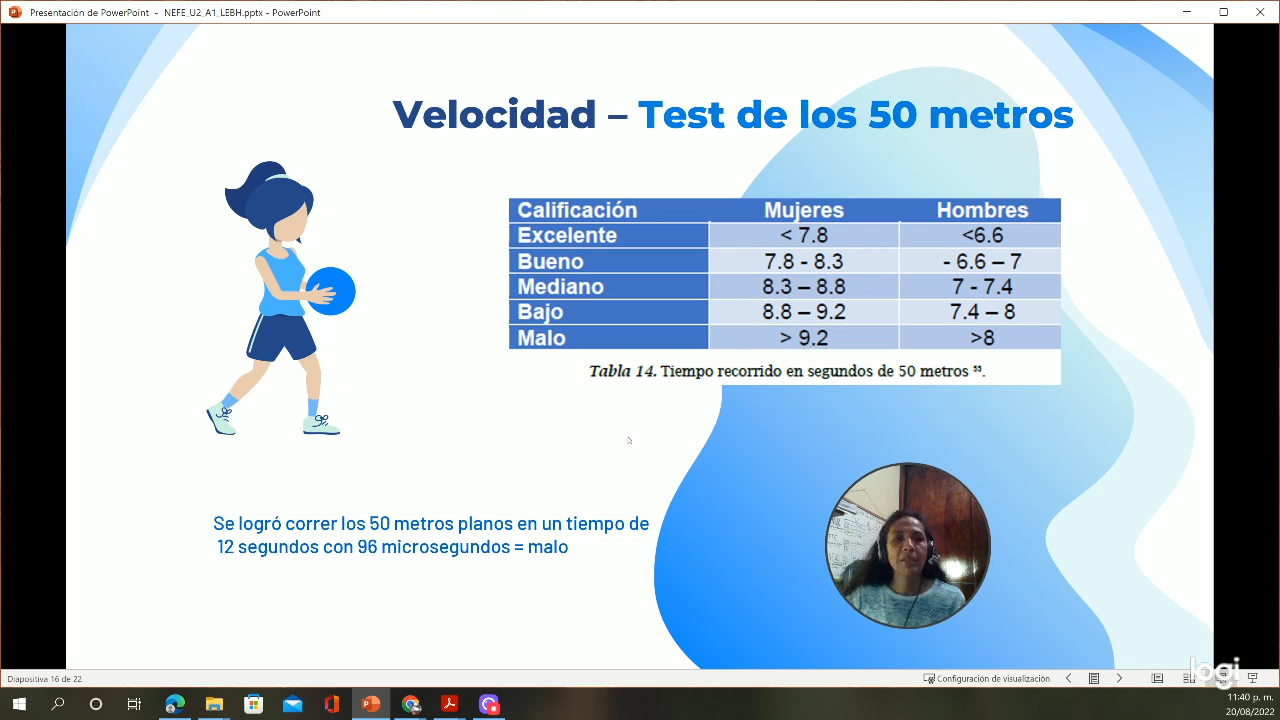 Presentación de PowerPoint - NEFE_U2_A1_LEBH.pptx - PowerPoint
Velocidad – Test de los 50 metros
Calificación Mujeres Hombres
Excelente < 7.8 <6.6
Bueno 7.8 - 8.3 - 6.6 – 7
Mediano 8.3 – 8.8 7 - 7.4
Bajo 8.8 – 9.2 7.4 – 8
Malo > 9.2 >8
Tabla 14. Tiempo recorrido en segundos de 50 metros ⁵⁵.
Se logró correr los 50 metros planos en un tiempo de
12 segundos con 96 microsegundos = malo
logi
Diapositiva 16 de 22 Configuración de visualización
11:40 p. m.
20/08/2022